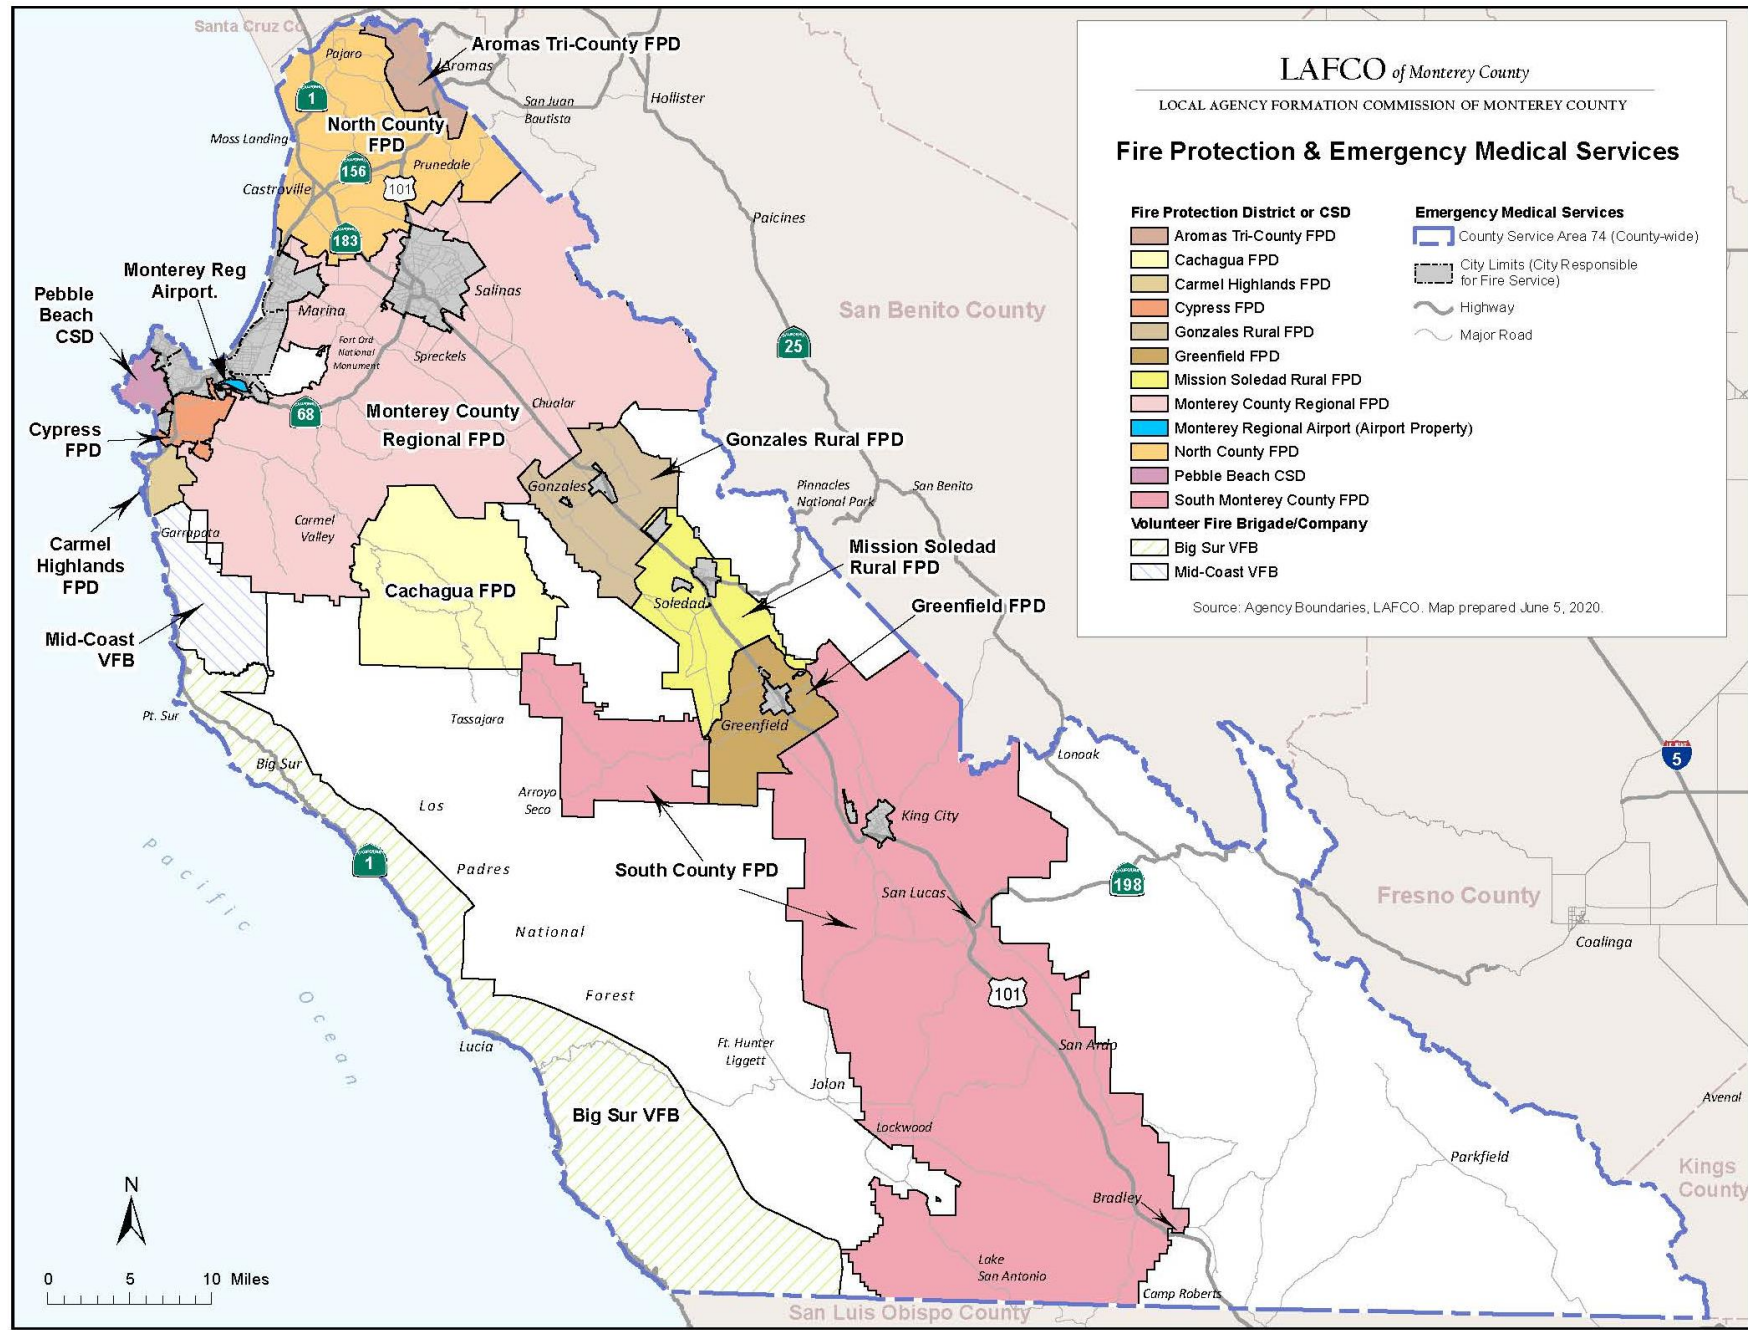 LAFCO of Monterey County
LOCAL AGENCY FORMATION COMMISSION OF MONTEREY COUNTY
Fire Protection & Emergency Medical Services
Fire Protection District or CSD
Aromas Tri-County FPD
Cachagua FPD
Carmel Highlands FPD
Cypress FPD
Gonzales Rural FPD
Greenfield FPD
Mission Soledad Rural FPD
Monterey County Regional FPD
Monterey Regional Airport (Airport Property)
North County FPD
Pebble Beach CSD
South Monterey County FPD
Volunteer Fire Brigade/Company
Big Sur VFB
Mid-Coast VFB
Emergency Medical Services
County Service Area 74 (County-wide)
City Limits (City Responsible
for Fire Service)
Highway
Major Road
Source: Agency Boundaries, LAFCO. Map prepared June 5, 2020.
Santa Cruz Co
Pajaro
Aromas Tri-County FPD
Aromas
1
San Juan
Bautista
Hollister
Moss Landing
North County
FPD
156
Prunedale
101
Castroville
183
Paicines
Monterey Reg
Airport.
Pebble
Beach
CSD
Salinas
Marina
San Benito County
25
Fort Ord
National
Monument
Spreckels
68
Chualar
Monterey County
Regional FPD
Cypress
FPD
Gonzales Rural FPD
Gonzales
Pinnacles
National Park
San Benito
Garrapata
Carmel
Valley
Carmel
Highlands
FPD
Mission Soledad
Rural FPD
Cachagua FPD
Soledad
Greenfield FPD
Mid-Coast
VFB
Pt. Sur
Tassajara
Greenfield
Lonoak
5
Big Sur
Arroyo
Seco
Los
Padres
National
Forest
King City
1
South County FPD
198
San Lucas
Fresno County
Coalinga
Pacific
Ocean
101
Lucia
Ft. Hunter
Liggett
San Ardo
Jolon
Avenal
Big Sur VFB
Lockwood
Parkfield
Kings
County
Bradley
N
Lake
San Antonio
0 5 10 Miles
Camp Roberts
San Luis Obispo County